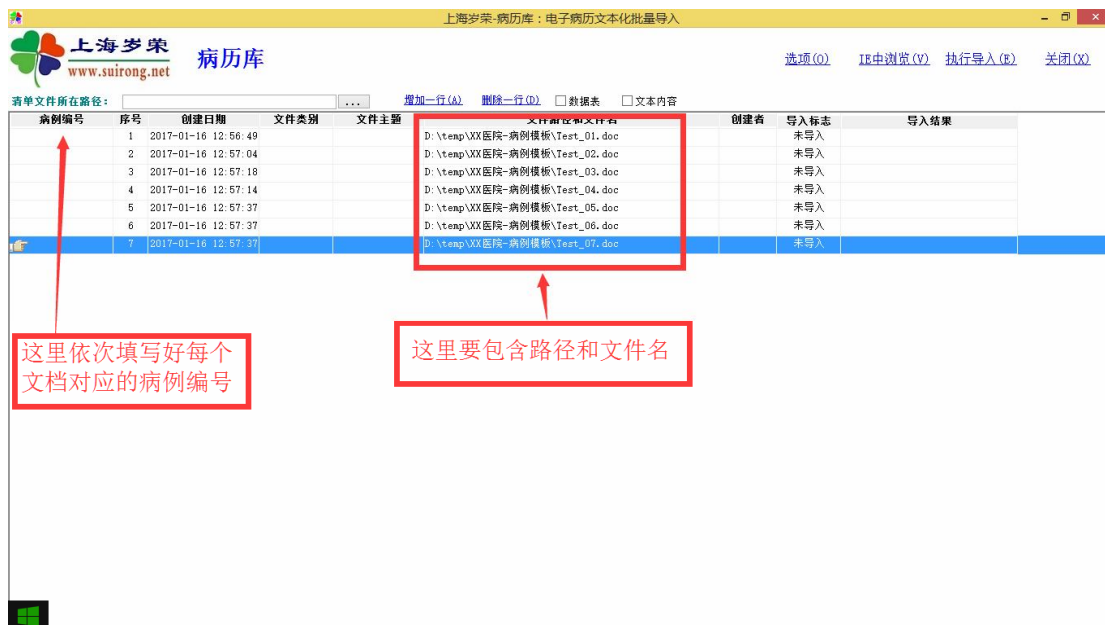 上海岁荣-病历库：电子病历文本化批量导入
上海岁荣
www.suirong.net
病历库
选项(O) IE中浏览(V) 执行导入(E) 关闭(X)
清单文件所在路径： ... 增加一行(A) 删除一行(D) 数据表 文本内容
病例编号 序号 创建日期 文件类别 文件主题 文件路径和文件名 创建者 导入标志 导入结果
1 2017-01-16 12:56:49 D:\temp\XX医院-病例模板\Test_01.doc 未导入
2 2017-01-16 12:57:04 D:\temp\XX医院-病例模板\Test_02.doc 未导入
3 2017-01-16 12:57:18 D:\temp\XX医院-病例模板\Test_03.doc 未导入
4 2017-01-16 12:57:14 D:\temp\XX医院-病例模板\Test_04.doc 未导入
5 2017-01-16 12:57:37 D:\temp\XX医院-病例模板\Test_05.doc 未导入
6 2017-01-16 12:57:37 D:\temp\XX医院-病例模板\Test_06.doc 未导入
7 2017-01-16 12:57:37 D:\temp\XX医院-病例模板\Test_07.doc 未导入
这里依次填写好每个
文档对应的病例编号
这里要包含路径和文件名